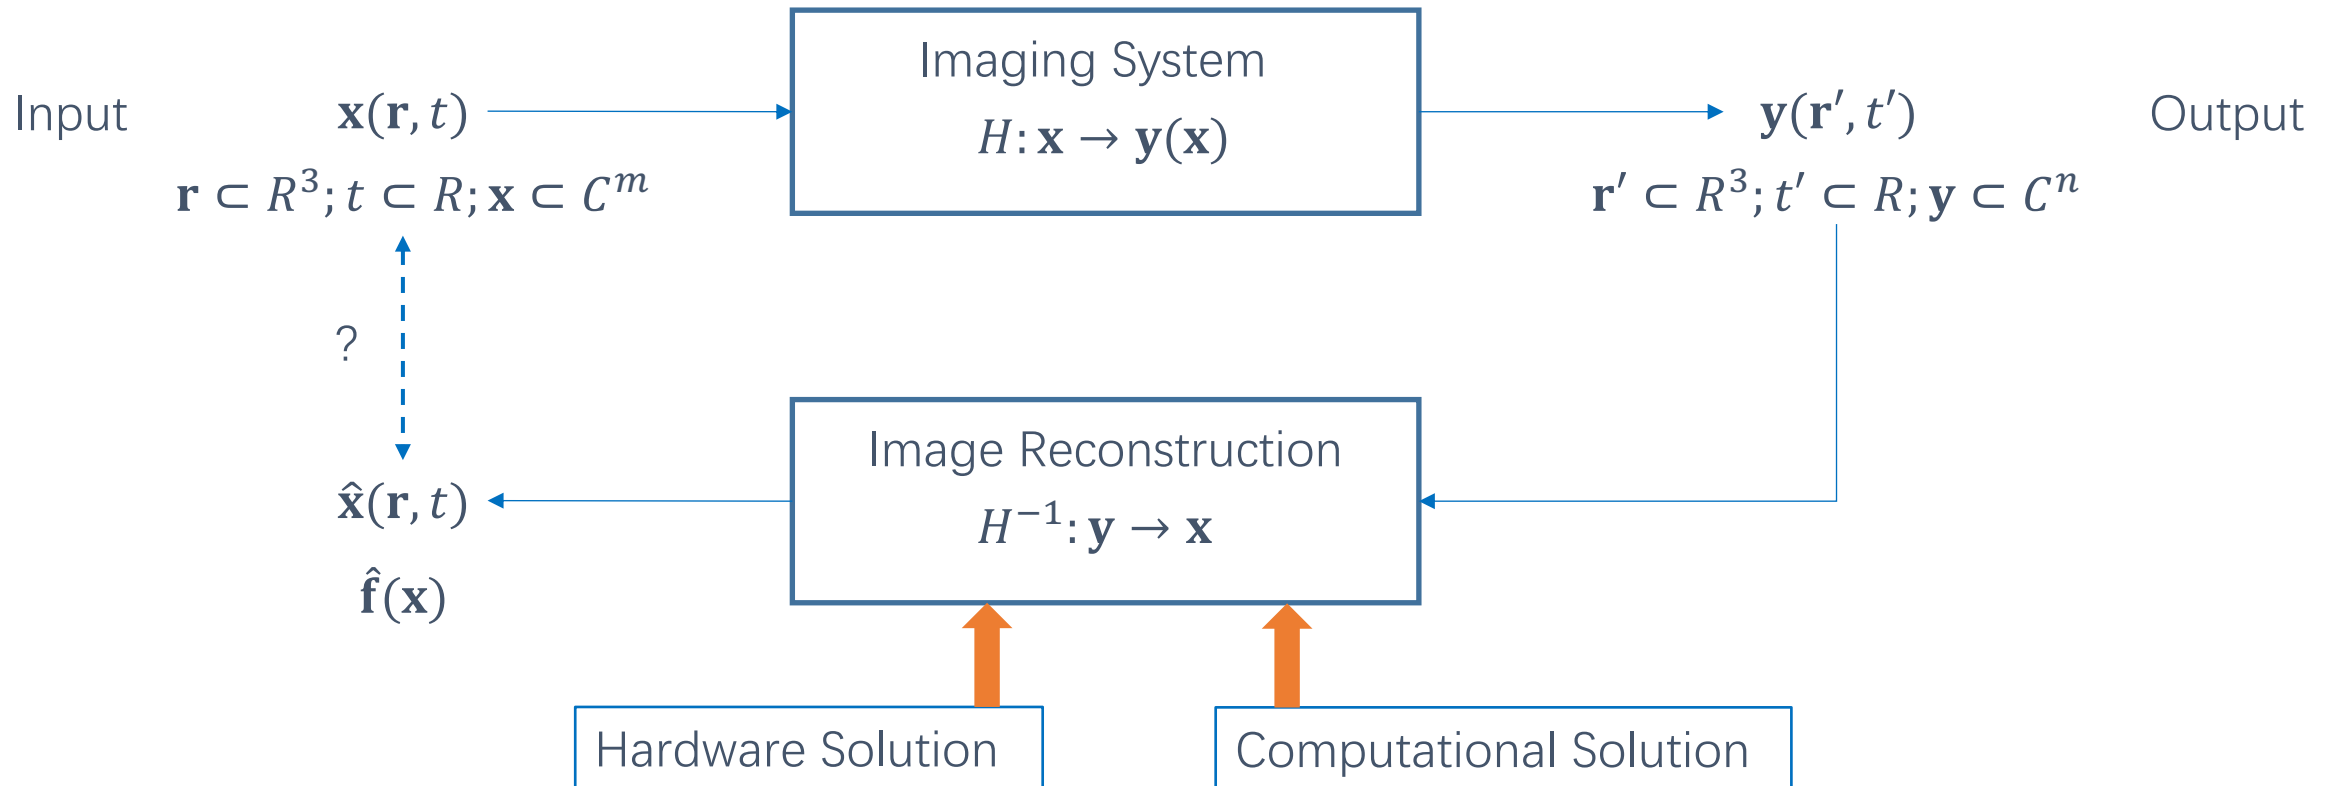 Imaging System
Input x(r, t) y(r′, t′) Output
H: x → y(x)
r ⊂ R³; t ⊂ R; x ⊂ Cᵐ r′ ⊂ R³; t′ ⊂ R; y ⊂ Cⁿ
?
Image Reconstruction
x̂(r, t)
H⁻¹: y → x
f̂(x)
Hardware Solution Computational Solution